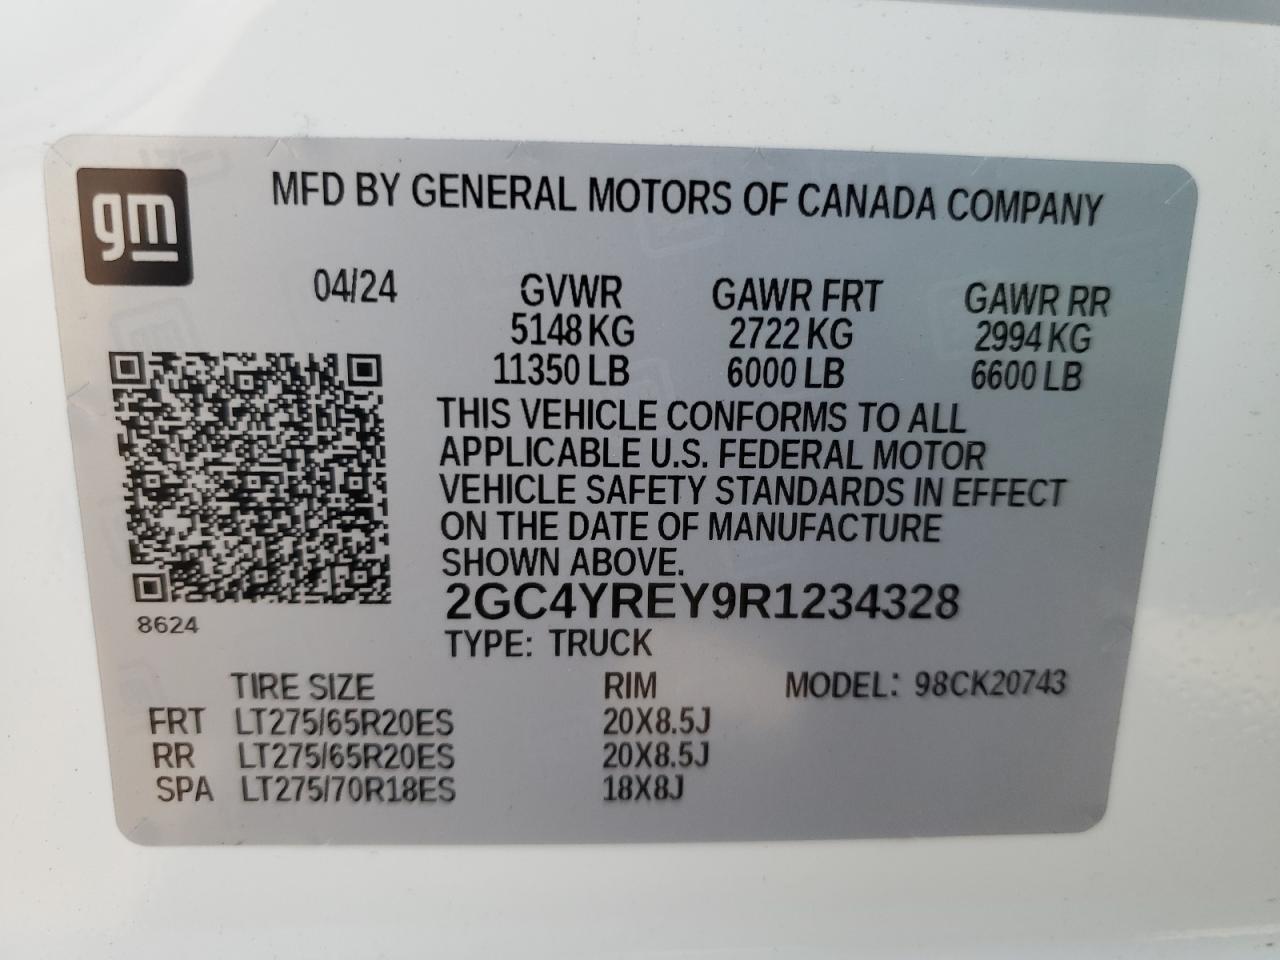 gm
MFD BY GENERAL MOTORS OF CANADA COMPANY
04/24 GVWR GAWR FRT GAWR RR
5148 KG 2722 KG 2994 KG
11350 LB 6000 LB 6600 LB
THIS VEHICLE CONFORMS TO ALL
APPLICABLE U.S. FEDERAL MOTOR
VEHICLE SAFETY STANDARDS IN EFFECT
ON THE DATE OF MANUFACTURE
SHOWN ABOVE.
2GC4YREY9R1234328
8624
TYPE: TRUCK
TIRE SIZE RIM MODEL: 98CK20743
FRT LT275/65R20ES 20X8.5J
RR LT275/65R20ES 20X8.5J
SPA LT275/70R18ES 18X8J